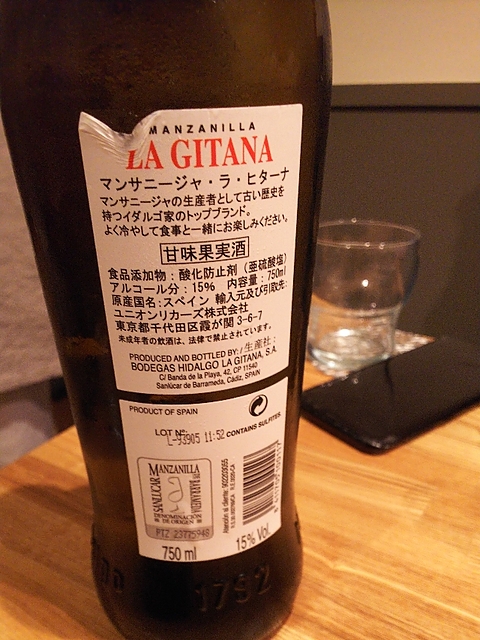 MANZANILLA
LA GITANA
マンサニージャ・ラ・ヒターナ
マンサニージャの生産者として古い歴史を
持つイダルゴ家のトップブランド。
よく冷やして食事と一緒にお楽しみください。
甘味果実酒
食品添加物：酸化防止剤（亜硫酸塩）
アルコール分：15% 内容量：750ml
原産国名：スペイン 輸入元及び引取先：
ユニオンリカーズ株式会社
東京都千代田区霞が関 3-6-7
未成年者の飲酒は、法律で禁止されています。
PRODUCED AND BOTTLED BY: / 生産社：
BODEGAS HIDALGO LA GITANA, S.A.
C/ Banda de la Playa, 42, CP 11540
Sanlúcar de Barrameda, Cádiz, SPAIN
PRODUCT OF SPAIN
LOT Nº:
L-93905 11:52
CONTAINS SULFITES.
MANZANILLA
SANLUCAR DE BARRAMEDA
DENOMINACIÓN
DE ORIGEN
750 ml
15% Vol.
1792